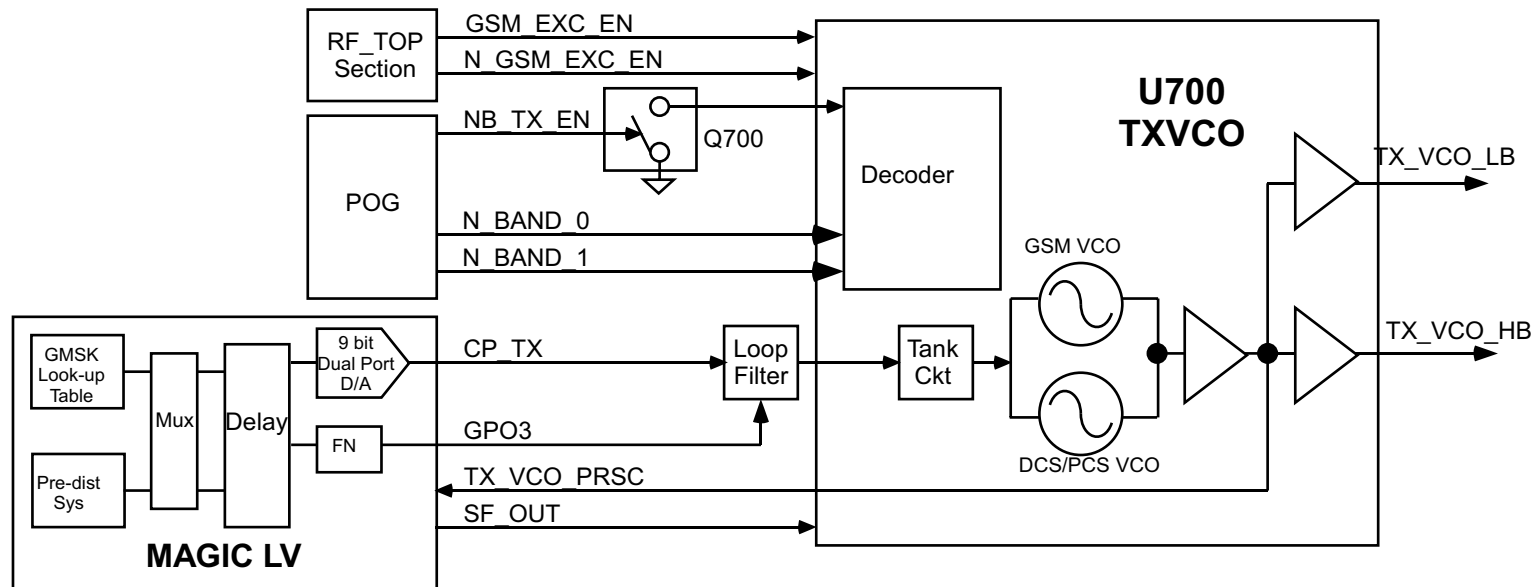 GSM_EXC_EN
RF_TOP
Section
N_GSM_EXC_EN
U700
TXVCO
NB_TX_EN
Q700
TX_VCO_LB
Decoder
POG
N_BAND_0
N_BAND_1
GSM VCO
TX_VCO_HB
GMSK
Look-up
Table
Mux
Delay
9 bit
Dual Port
D/A
CP_TX
Loop
Filter
Tank
Ckt
FN
GPO3
DCS/PCS VCO
Pre-dist
Sys
TX_VCO_PRSC
SF_OUT
MAGIC LV